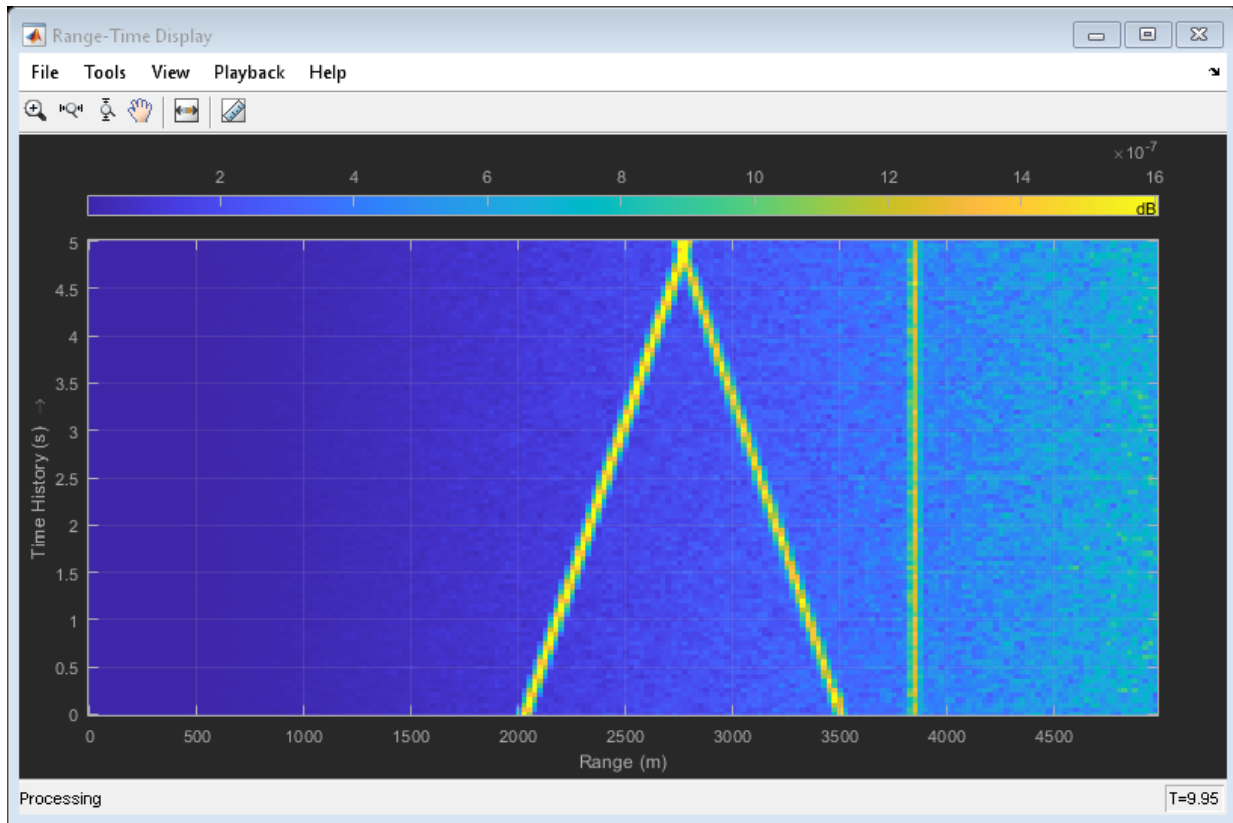 Range-Time Display
File Tools View Playback Help
×10-7
2 4 6 8 10 12 14 16
dB
5
4.5
4
3.5
3
2.5
2
1.5
1
0.5
0
Time History (s) →
0 500 1000 1500 2000 2500 3000 3500 4000 4500
Range (m)
Processing T=9.95